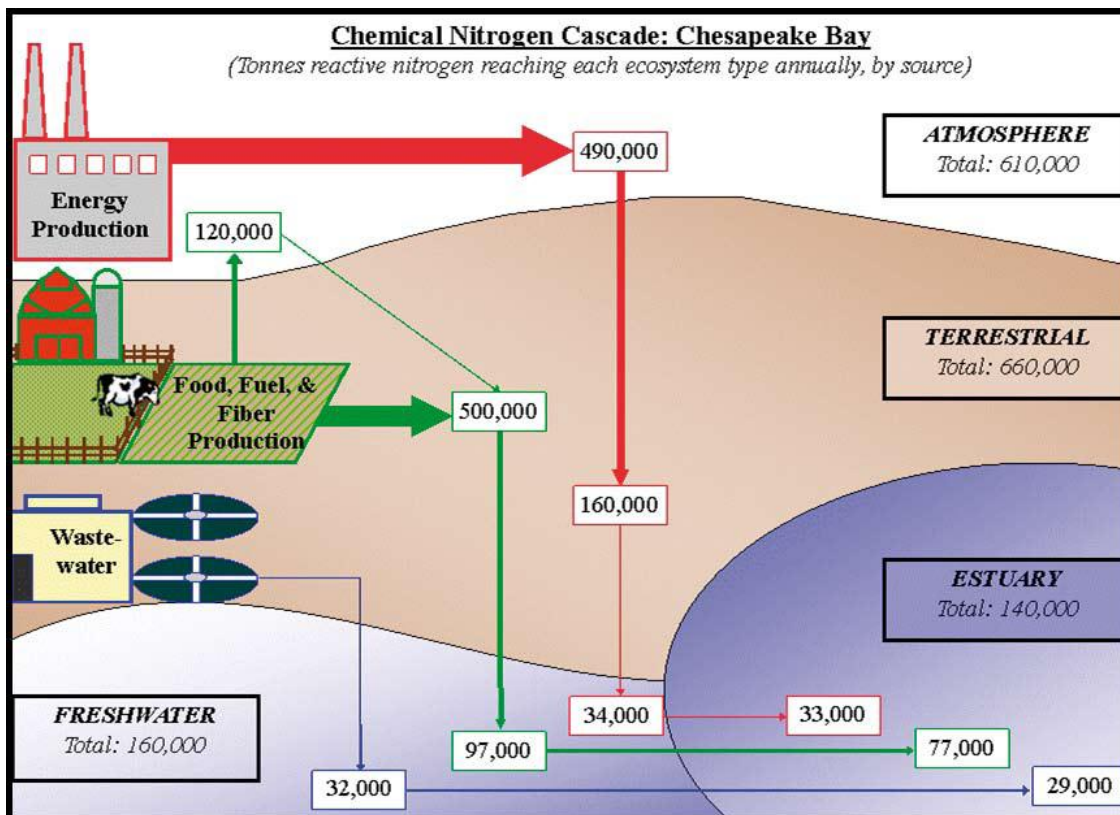 Chemical Nitrogen Cascade: Chesapeake Bay
(Tonnes reactive nitrogen reaching each ecosystem type annually, by source)
ATMOSPHERE
Total: 610,000
490,000
Energy
Production
120,000
TERRESTRIAL
Total: 660,000
Food, Fuel, &
Fiber
Production
500,000
160,000
Waste-
water
ESTUARY
Total: 140,000
FRESHWATER
Total: 160,000
34,000
33,000
97,000
77,000
32,000
29,000